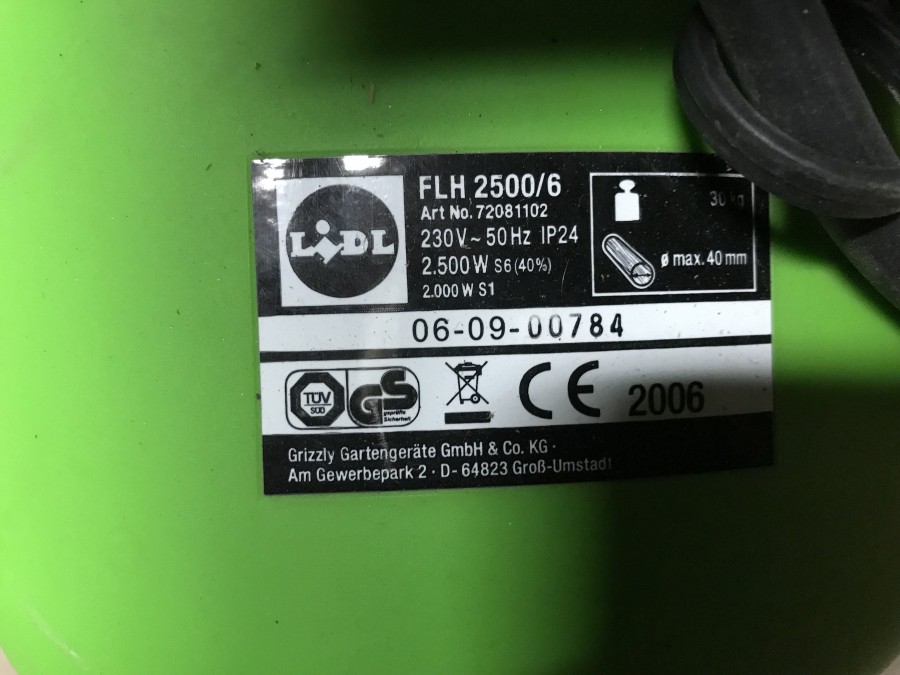 LiDL
FLH 2500/6
Art No. 72081102
230V ~ 50Hz IP24
2.500W S6 (40%)
2.000W S1
30 kg
ø max. 40 mm
06-09-00784
TÜV
SÜD
GS
geprüfte
Sicherheit
CE
2006
Grizzly Gartengeräte GmbH & Co. KG ·
Am Gewerbepark 2 · D- 64823 Groß-Umstadt